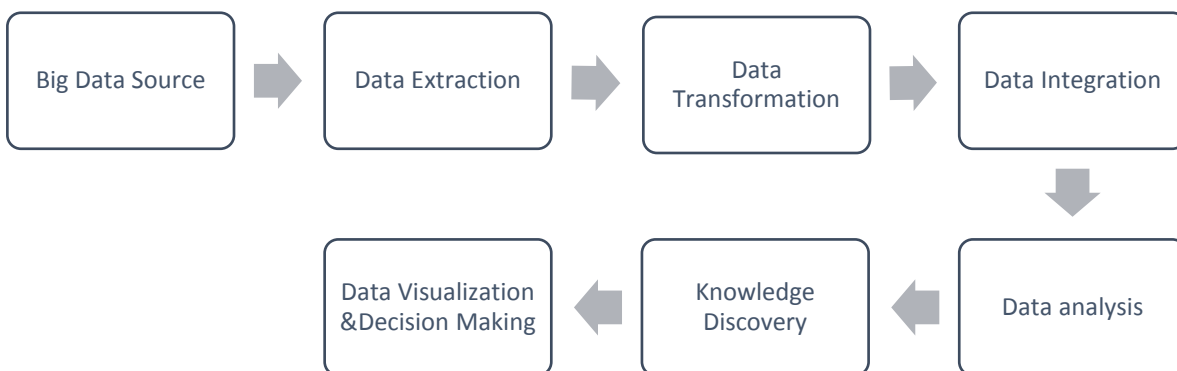 Big Data Source
Data Extraction
Data
Transformation
Data Integration
Data analysis
Knowledge
Discovery
Data Visualization
&Decision Making